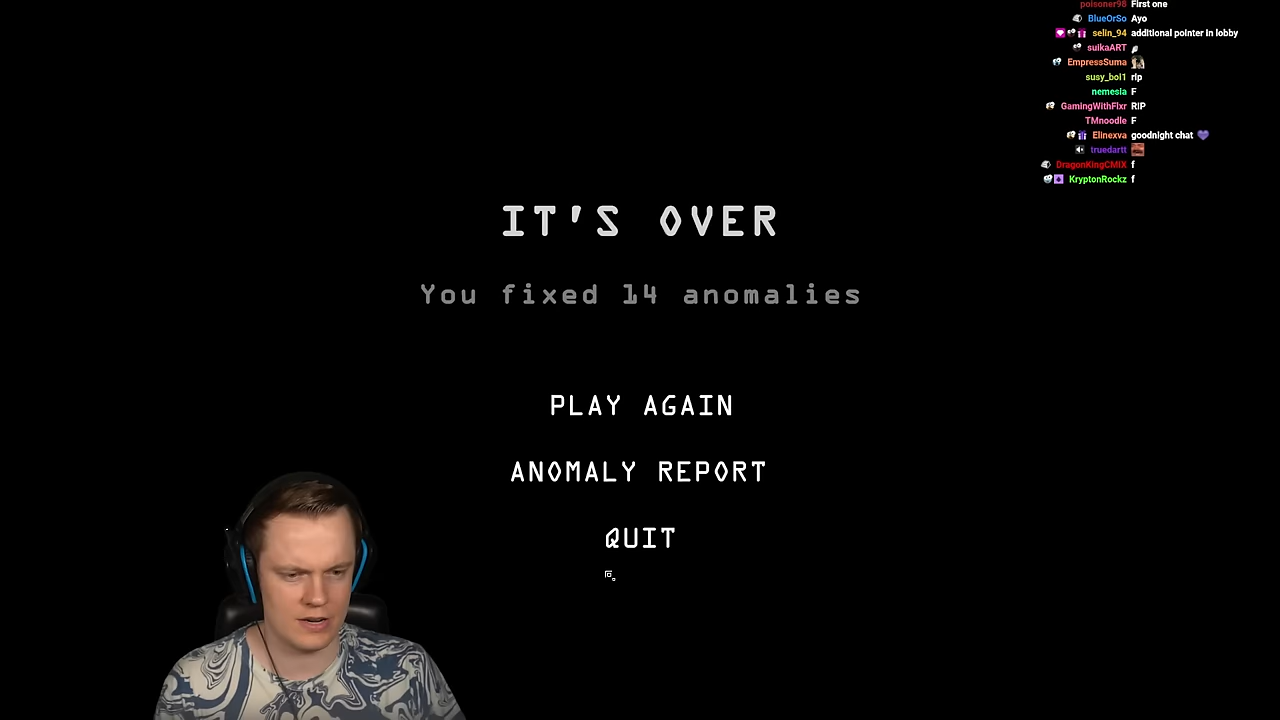 poisoner98 First one
BlueOrSo Ayo
selin_94 additional pointer in lobby
suikaART
EmpressSuma
susy_boi1 rip
nemesia F
GamingWithFlxr RIP
TMnoodle F
Elinexva goodnight chat 💜
truedartt
DragonKingCMIX f
KryptonRockz f
IT'S OVER
You fixed 14 anomalies
PLAY AGAIN
ANOMALY REPORT
QUIT